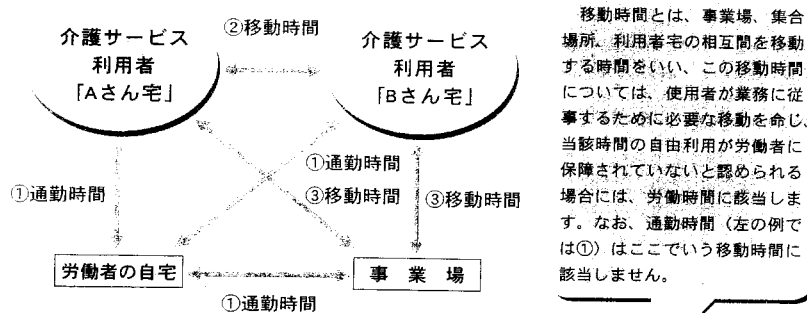 ②移動時間
介護サービス
利用者
「Aさん宅」
介護サービス
利用者
「Bさん宅」
①通勤時間
①通勤時間
③移動時間
③移動時間
労働者の自宅
事業場
①通勤時間
移動時間とは、事業場、集合
場所、利用者宅の相互間を移動
する時間をいい、この移動時間
については、使用者が業務に従
事するために必要な移動を命じ、
当該時間の自由利用が労働者に
保障されていないと認められる
場合には、労働時間に該当しま
す。なお、通勤時間（左の例で
は①）はここでいう移動時間に
該当しません。